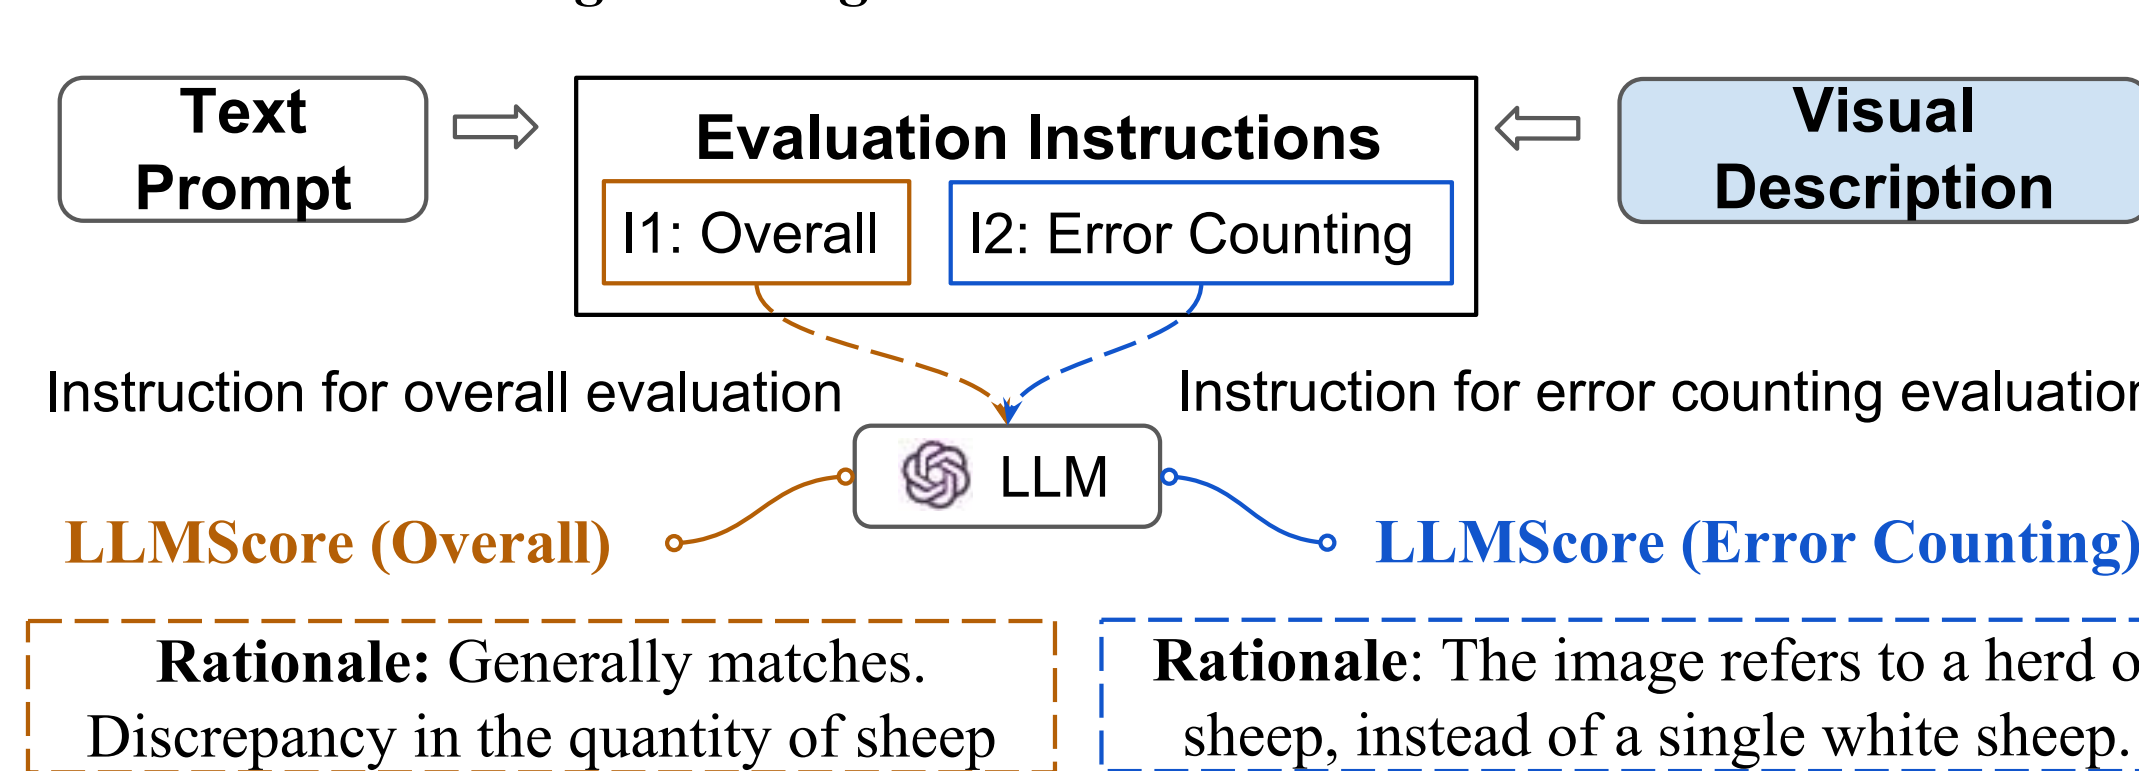 Text
Prompt
Evaluation Instructions
I1: Overall
I2: Error Counting
Visual
Description
Instruction for overall evaluation
Instruction for error counting evaluation
LLM
LLMScore (Overall)
LLMScore (Error Counting)
Rationale: Generally matches.
Discrepancy in the quantity of sheep
Rationale: The image refers to a herd
sheep, instead of a single white sheep.